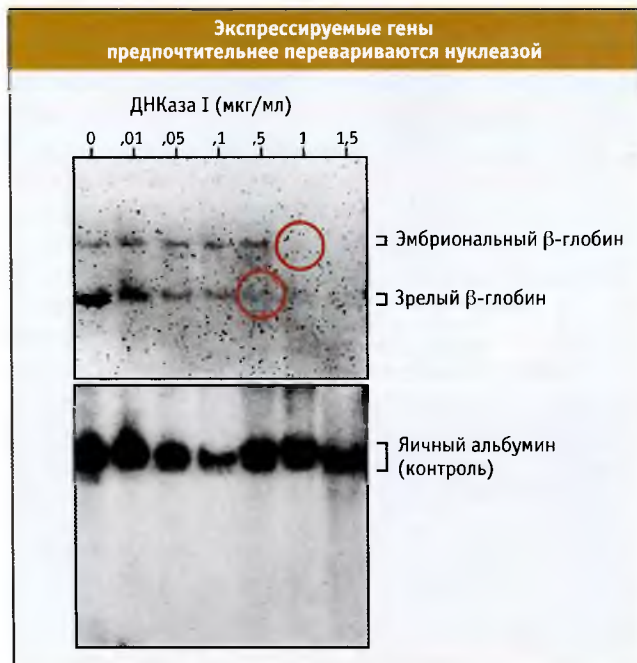 Экспрессируемые гены
предпочтительнее перевариваются нуклеазой
ДНКаза I (мкг/мл)
0 ,01 ,05 ,1 ,5 1 1,5
Эмбриональный β-глобин
Зрелый β-глобин
Яичный альбумин
(контроль)